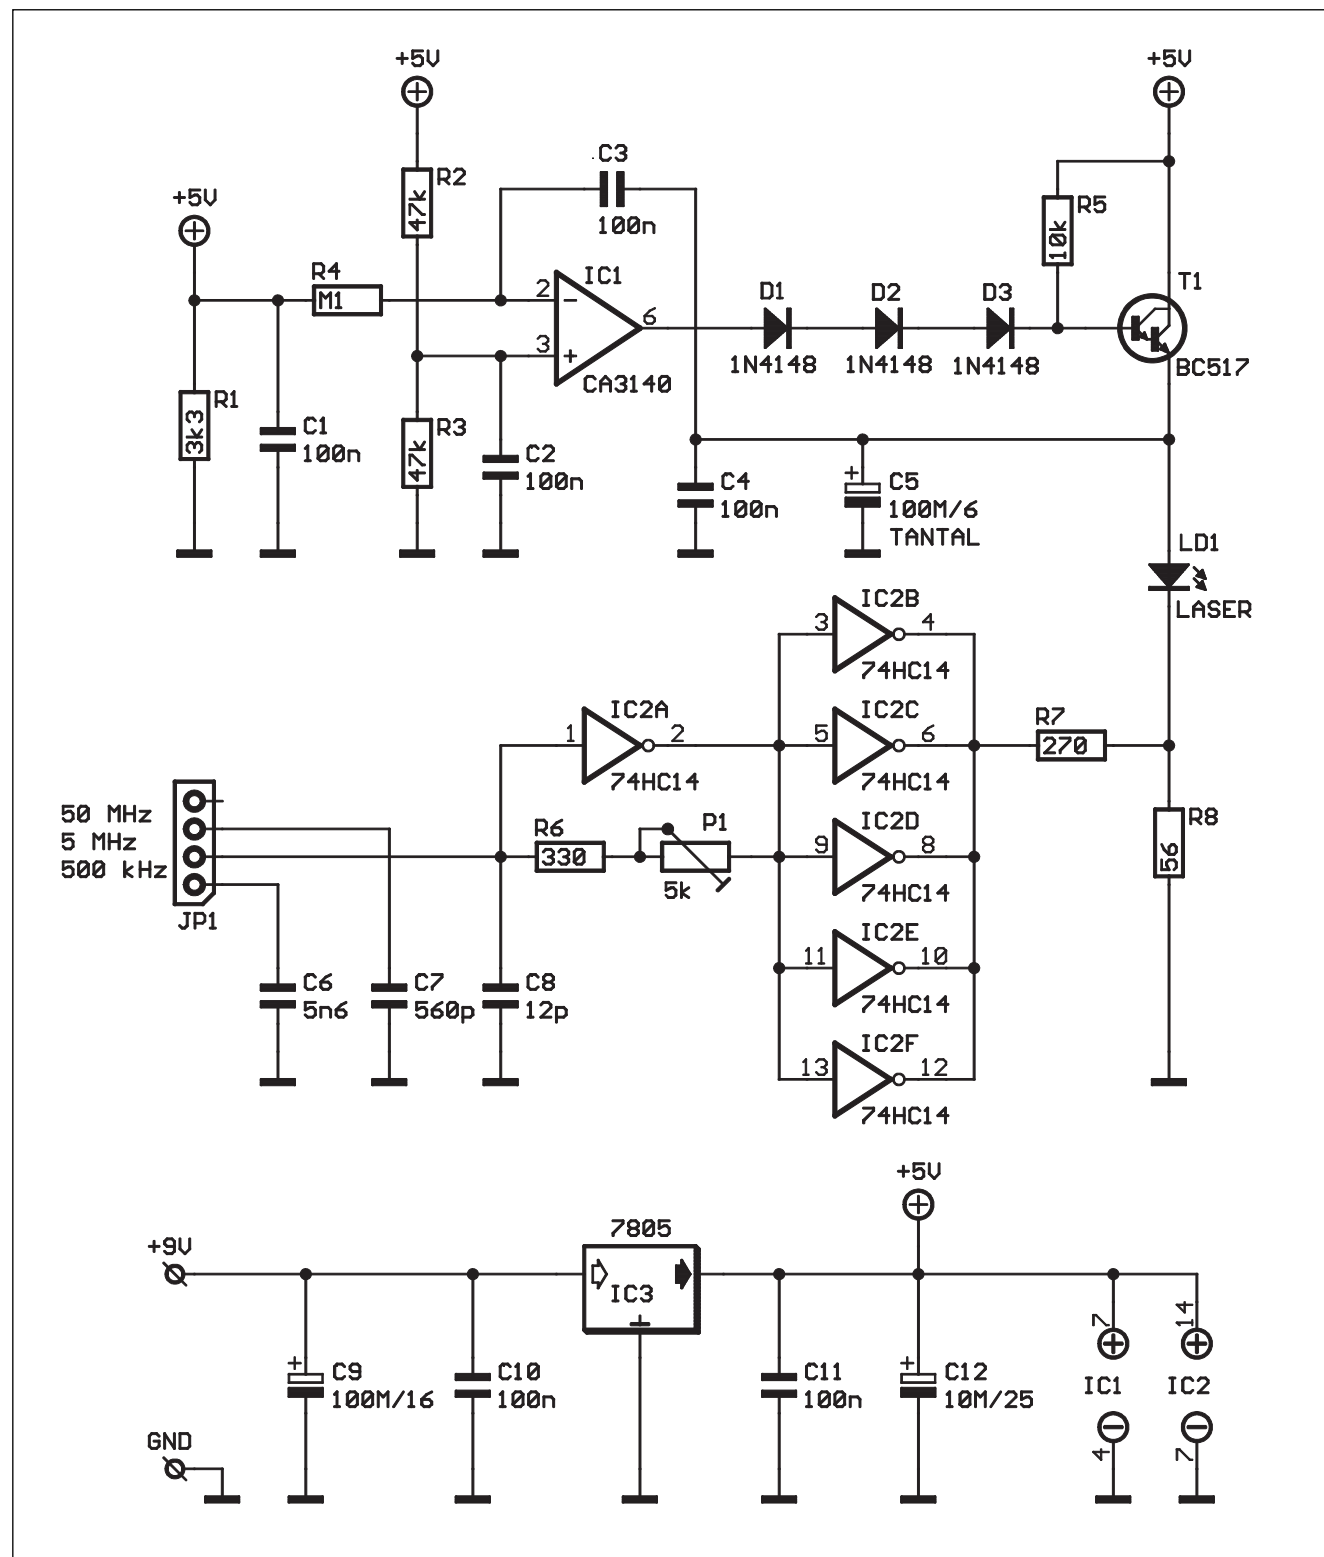 +5V
+5V
C3
100n
+5V
R2
47k
R5
10k
R4
M1
IC1
2
3
6
CA3140
D1
1N4148
D2
1N4148
D3
1N4148
T1
BC517
R1
3k3
C1
100n
R3
47k
C2
100n
C4
100n
+
C5
100M/6
TANTAL
LD1
LASER
IC2B
3
4
74HC14
IC2A
1
2
74HC14
IC2C
5
6
74HC14
R7
270
50 MHz
5 MHz
500 kHz
JP1
R6
330
P1
5k
IC2D
9
8
74HC14
R8
56
IC2E
11
10
74HC14
C6
5n6
C7
560p
C8
12p
IC2F
13
12
74HC14
+5V
+9V
7805
IC3
+
C9
100M/16
C10
100n
C11
100n
+
C12
10M/25
7
14
IC1
IC2
4
7
GND